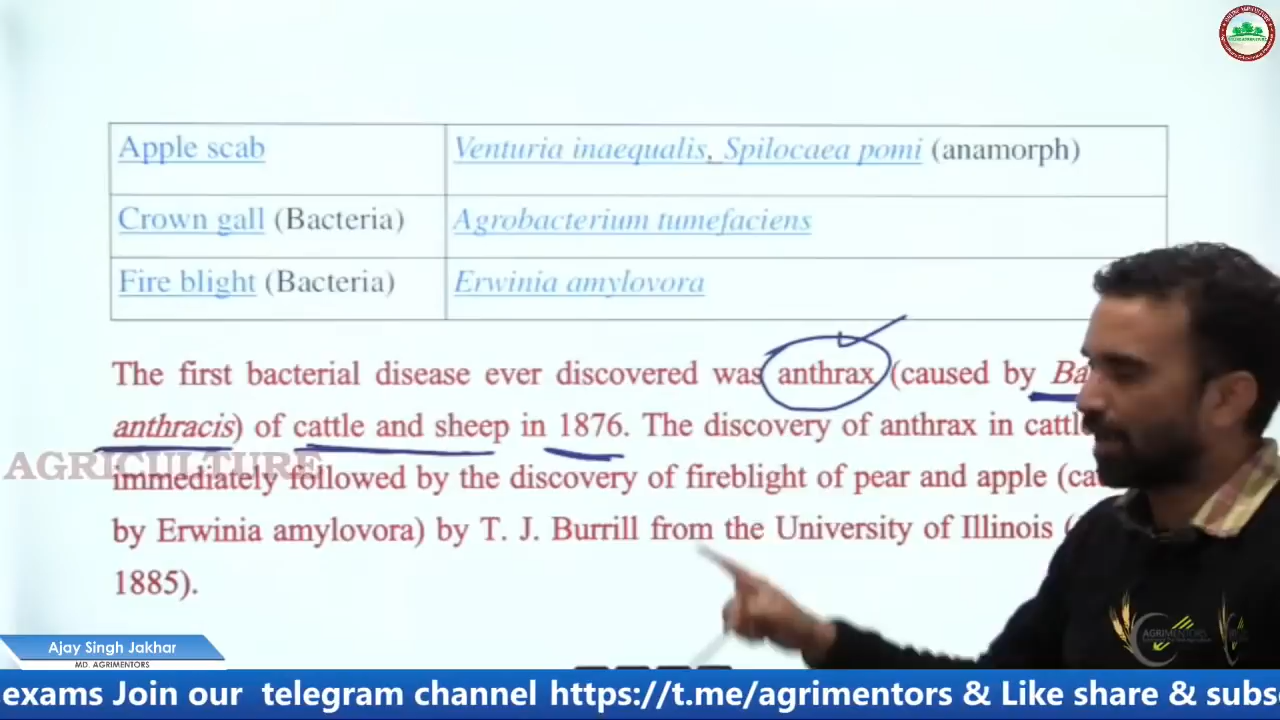 Apple scab Venturia inaequalis, Spilocaea pomi (anamorph)
Crown gall (Bacteria) Agrobacterium tumefaciens
Fire blight (Bacteria) Erwinia amylovora
The first bacterial disease ever discovered was anthrax (caused by Ba
anthracis) of cattle and sheep in 1876. The discovery of anthrax in cattl
AGRICULTURE
immediately followed by the discovery of fireblight of pear and apple (ca
by Erwinia amylovora) by T. J. Burrill from the University of Illinois (
1885).
AGRIMENTORS
Ajay Singh Jakhar
MD. AGRIMENTORS
exams Join our telegram channel https://t.me/agrimentors & Like share & subs